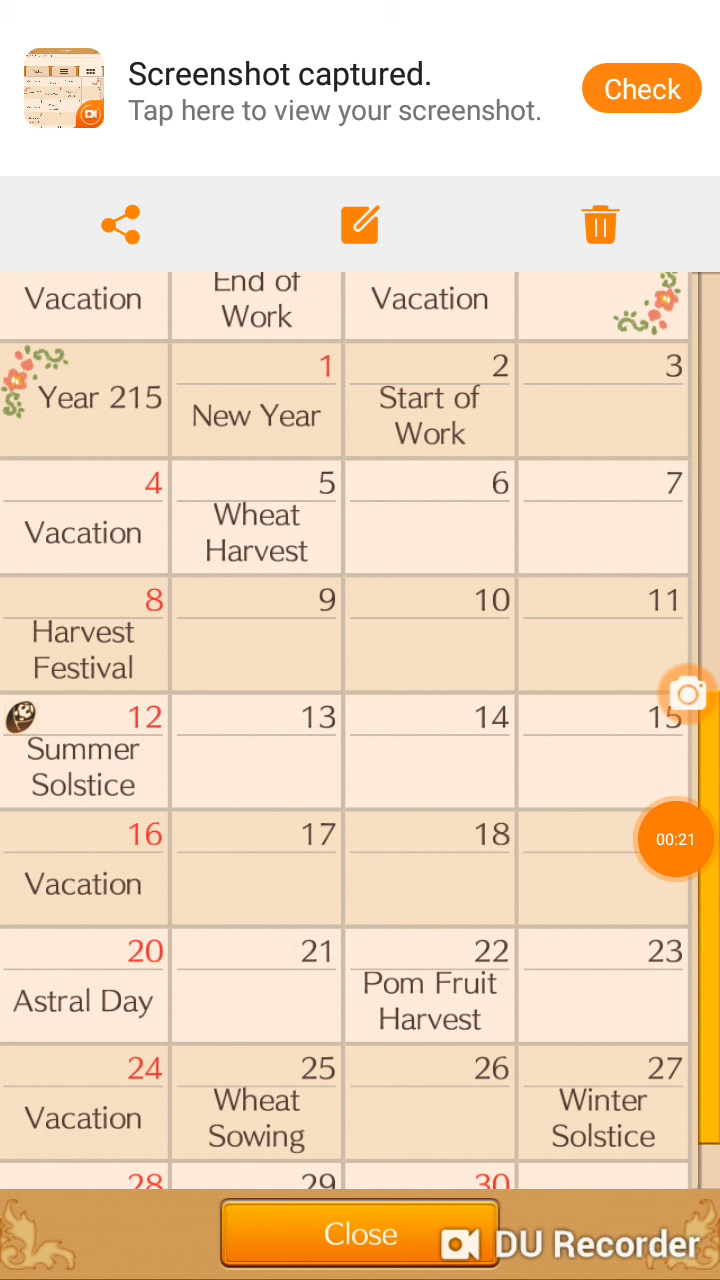 Screenshot captured.
Tap here to view your screenshot.
Check
Vacation
End of
Work
Vacation
Year 215
1
New Year
2
Start of
Work
3
4
Vacation
5
Wheat
Harvest
6
7
8
Harvest
Festival
9
10
11
12
Summer
Solstice
13
14
15
16
Vacation
17
18
00:21
20
Astral Day
21
22
Pom Fruit
Harvest
23
24
Vacation
25
Wheat
Sowing
26
27
Winter
Solstice
28
29
30
Close
DU Recorder